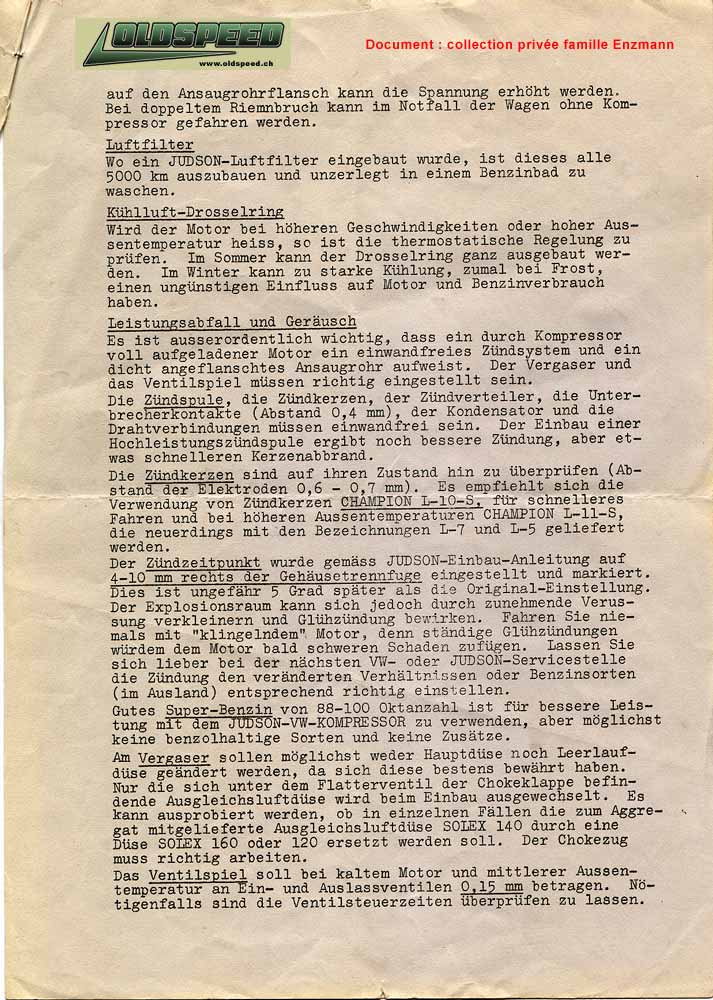 OLDSPEED
www.oldspeed.ch
Document : collection privée famille Enzmann
auf den Ansaugrohrflansch kann die Spannung erhöht werden.
Bei doppeltem Riemnbruch kann im Notfall der Wagen ohne Kom-
pressor gefahren werden.
Luftfilter
Wo ein JUDSON-Luftfilter eingebaut wurde, ist dieses alle
5000 km auszubauen und unzerlegt in einem Benzinbad zu
waschen.
Kühlluft-Drosselring
Wird der Motor bei höheren Geschwindigkeiten oder hoher Aus-
sentemperatur heiss, so ist die thermostatische Regelung zu
prüfen. Im Sommer kann der Drosselring ganz ausgebaut wer-
den. Im Winter kann zu starke Kühlung, zumal bei Frost,
einen ungünstigen Einfluss auf Motor und Benzinverbrauch
haben.
Leistungsabfall und Geräusch
Es ist ausserordentlich wichtig, dass ein durch Kompressor
voll aufgeladener Motor ein einwandfreies Zündsystem und ein
dicht angeflanschtes Ansaugrohr aufweist. Der Vergaser und
das Ventilspiel müssen richtig eingestellt sein.
Die Zündspule, die Zündkerzen, der Zündverteiler, die Unter-
brecherkontakte (Abstand 0,4 mm), der Kondensator und die
Drahtverbindungen müssen einwandfrei sein. Der Einbau einer
Hochleistungszündspule ergibt noch bessere Zündung, aber et-
was schnelleren Kerzenabbrand.
Die Zündkerzen sind auf ihren Zustand hin zu überprüfen (Ab-
stand der Elektroden 0,6 - 0,7 mm). Es empfiehlt sich die
Verwendung von Zündkerzen CHAMPION L-10-S, für schnelleres
Fahren und bei höheren Aussentemperaturen CHAMPION L-11-S,
die neuerdings mit den Bezeichnungen L-7 und L-5 geliefert
werden.
Der Zündzeitpunkt wurde gemäss JUDSON-Einbau-Anleitung auf
4-10 mm rechts der Gehäusetrennfuge eingestellt und markiert.
Dies ist ungefähr 5 Grad später als die Original-Einstellung.
Der Explosionsraum kann sich jedoch durch zunehmende Verus-
sung verkleinern und Glühzündung bewirken. Fahren Sie nie-
mals mit "klingelndem" Motor, denn ständige Glühzündungen
würdem dem Motor bald schweren Schaden zufügen. Lassen Sie
sich lieber bei der nächsten VW- oder JUDSON-Servicestelle
die Zündung den veränderten Verhältnissen oder Benzinsorten
(im Ausland) entsprechend richtig einstellen.
Gutes Super-Benzin von 88-100 Oktanzahl ist für bessere Leis-
tung mit dem JUDSON-VW-KOMPRESSOR zu verwenden, aber möglichst
keine benzolhaltige Sorten und keine Zusätze.
Am Vergaser sollen möglichst weder Hauptdüse noch Leerlauf-
düse geändert werden, da sich diese bestens bewährt haben.
Nur die sich unter dem Flatterventil der Chokeklappe befin-
dende Ausgleichsluftdüse wird beim Einbau ausgewechselt. Es
kann ausprobiert werden, ob in einzelnen Fällen die zum Aggre-
gat mitgelieferte Ausgleichsluftdüse SOLEX 140 durch eine
Düse SOLEX 160 oder 120 ersetzt werden soll. Der Chokezug
muss richtig arbeiten.
Das Ventilspiel soll bei kaltem Motor und mittlerer Aussen-
temperatur an Ein- und Auslassventilen 0,15 mm betragen. Nö-
tigenfalls sind die Ventilsteuerzeiten überprüfen zu lassen.